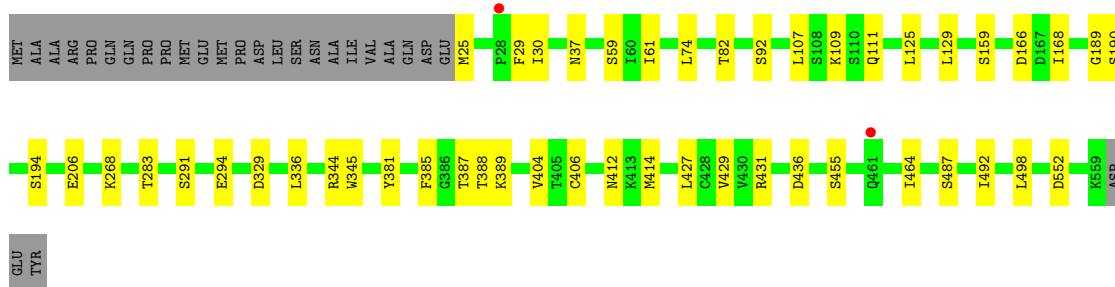 MET ALA ALA ARG PRO GLN GLN PRO PRO MET GLU MET PRO ASP LEU SER ASN ALA ILE VAL ALA GLN ASP GLU M25 P28 F29 I30 N37 S59 I60 I61 L74 T82 S92 L107 S108 K109 S110 Q111 L125 L129 S159 D166 D167 I168 G189 S190
S194 E206 K268 T283 S291 E294 D329 L336 R344 W345 Y381 F385 G386 T387 T388 K389 V404 T405 C406 N412 K413 M414 L427 C428 V429 V430 R431 D436 S455 Q461 I464 S487 I492 L498 D552 K559 ASP
GLU TYR